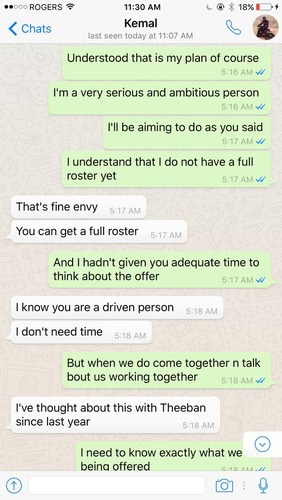 ROGERS 11:30 AM 18%
Chats Kemal
last seen today at 11:07 AM
Understood that is my plan of course
5:16 AM
I'm a very serious and ambitious person
5:16 AM
I'll be aiming to do as you said
5:17 AM
I understand that I do not have a full
roster yet
5:17 AM
That's fine envy
5:17 AM
You can get a full roster
5:17 AM
And I hadn't given you adequate time to
think about the offer
5:17 AM
I know you are a driven person
5:18 AM
I don't need time
5:18 AM
But when we do come together n talk
bout us working together
5:18 AM
I've thought about this with Theeban
since last year
5:18 AM
I need to know exactly what we
being offered